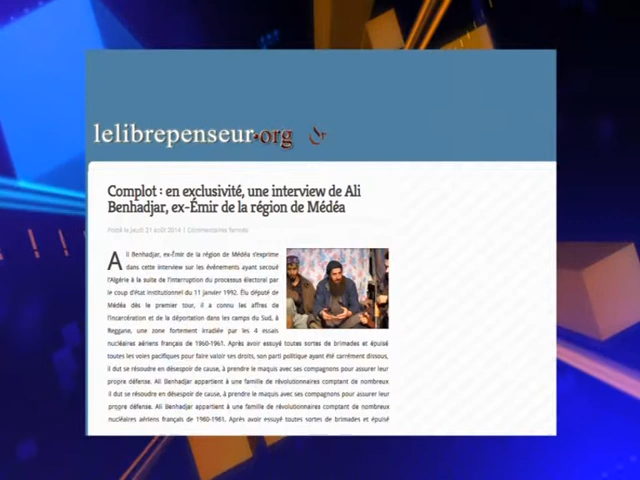 lelibrepenseur.org
Complot : en exclusivité, une interview de Ali
Benhadjar, ex-Émir de la région de Médéa
Posté le jeudi 21 août 2014 | Commentaires fermés
Ali Benhadjar, ex-Émir de la région de Médéa s'exprime
dans cette interview sur les événements ayant secoué
l'Algérie à la suite de l'interruption du processus électoral par
le coup d'état institutionnel du 11 janvier 1992. Élu député de
Médéa dès le premier tour, il a connu les affres de
l'incarcération et de la déportation dans les camps du Sud, à
Reggane, une zone fortement irradiée par les 4 essais
nucléaires aériens français de 1960-1961. Après avoir essuyé toutes sortes de brimades et épuisé
toutes les voies pacifiques pour faire valoir ses droits, son parti politique ayant été carrément dissous,
il dut se résoudre en désespoir de cause, à prendre le maquis avec ses compagnons pour assurer leur
propre défense. Ali Benhadjar appartient à une famille de révolutionnaires comptant de nombreux
il dut se résoudre en désespoir de cause, à prendre le maquis avec ses compagnons pour assurer leur
propre défense. Ali Benhadjar appartient à une famille de révolutionnaires comptant de nombreux
nucléaires aériens français de 1960-1961. Après avoir essuyé toutes sortes de brimades et épuisé